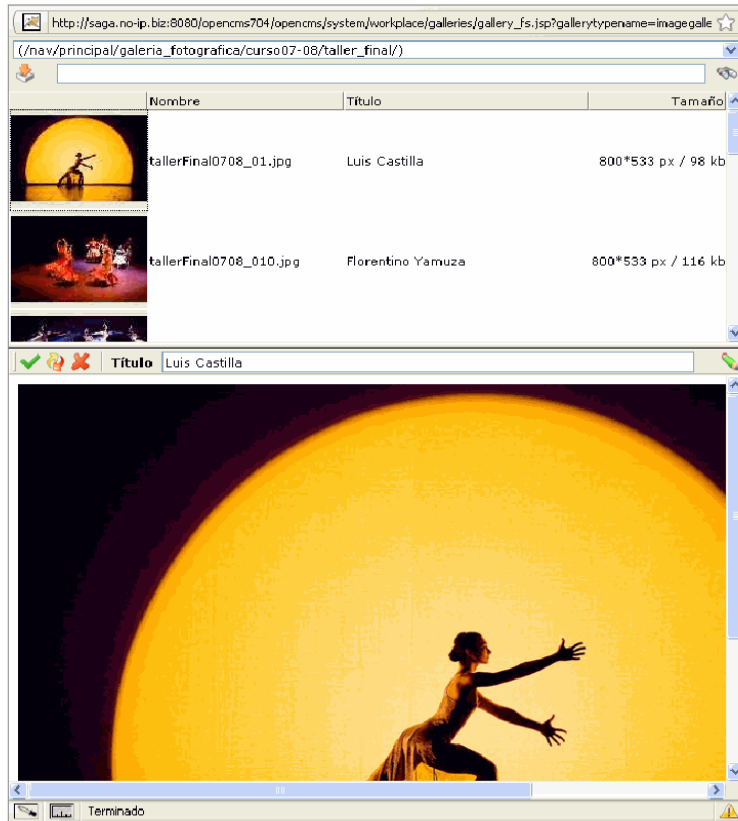 http://saga.no-ip.biz:8080/opencms704/opencms/system/workplace/galleries/gallery_fs.jsp?gallerytypename=imagegalle
(/nav/principal/galeria_fotografica/curso07-08/taller_final/)
Nombre Título Tamaño
tallerFinal0708_01.jpg Luis Castilla 800*533 px / 98 kb
tallerFinal0708_010.jpg Florentino Yamuza 800*533 px / 116 kb
Título Luis Castilla
Terminado